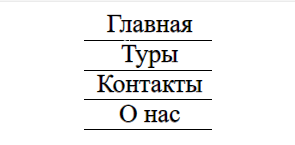 Главная
Туры
Контакты
О нас